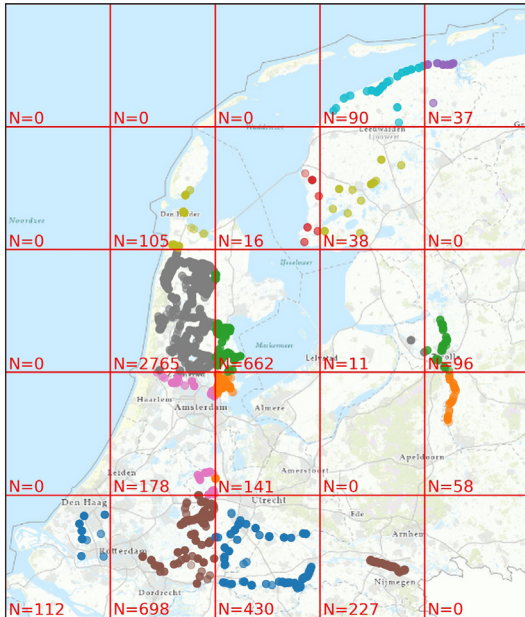 N=0 N=0 N=0 N=90 N=37
Leeuwarden
Noordzee
Den Helder
N=0 N=105 N=16 N=38 N=0
IJsselmeer
Markermeer
Lelystad
N=0 N=2765 N=662 N=11 N=96
Haarlem
Amsterdam
Almere
Apeldoorn
Leiden
Amersfoort
N=0 N=178 N=141 N=0 N=58
Den Haag
Utrecht
Ede
Arnhem
Rotterdam
Nijmegen
Dordrecht
N=112 N=698 N=430 N=227 N=0